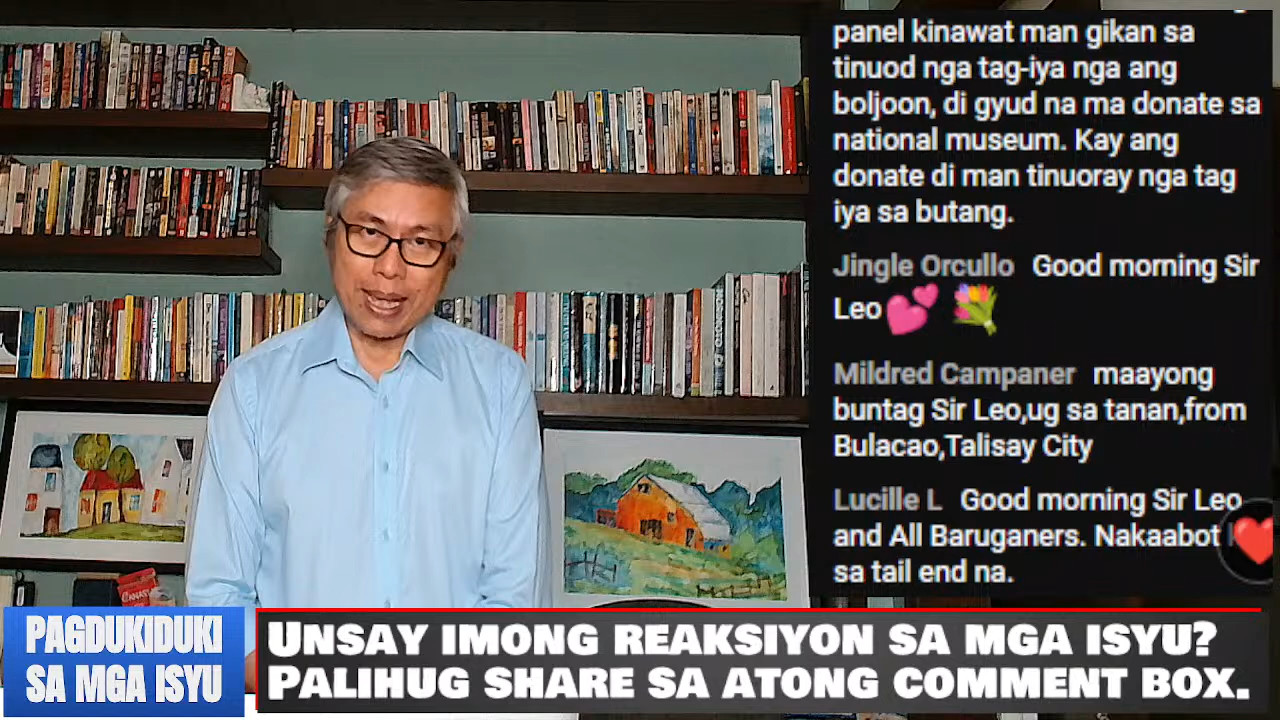 panel kinawat man gikan sa
tinuod nga tag-iya nga ang
boljoon, di gyud na ma donate sa
national museum. Kay ang
donate di man tinuoray nga tag
iya sa butang.
Jingle Orcullo Good morning Sir
Leo
Mildred Campaner maayong
buntag Sir Leo,ug sa tanan,from
Bulacao,Talisay City
Lucille L Good morning Sir Leo
and All Baruganers. Nakaabot
sa tail end na.
PAGDUKIDUKI
SA MGA ISYU
UNSAY IMONG REAKSIYON SA MGA ISYU?
PALIHUG SHARE SA ATONG COMMENT BOX.